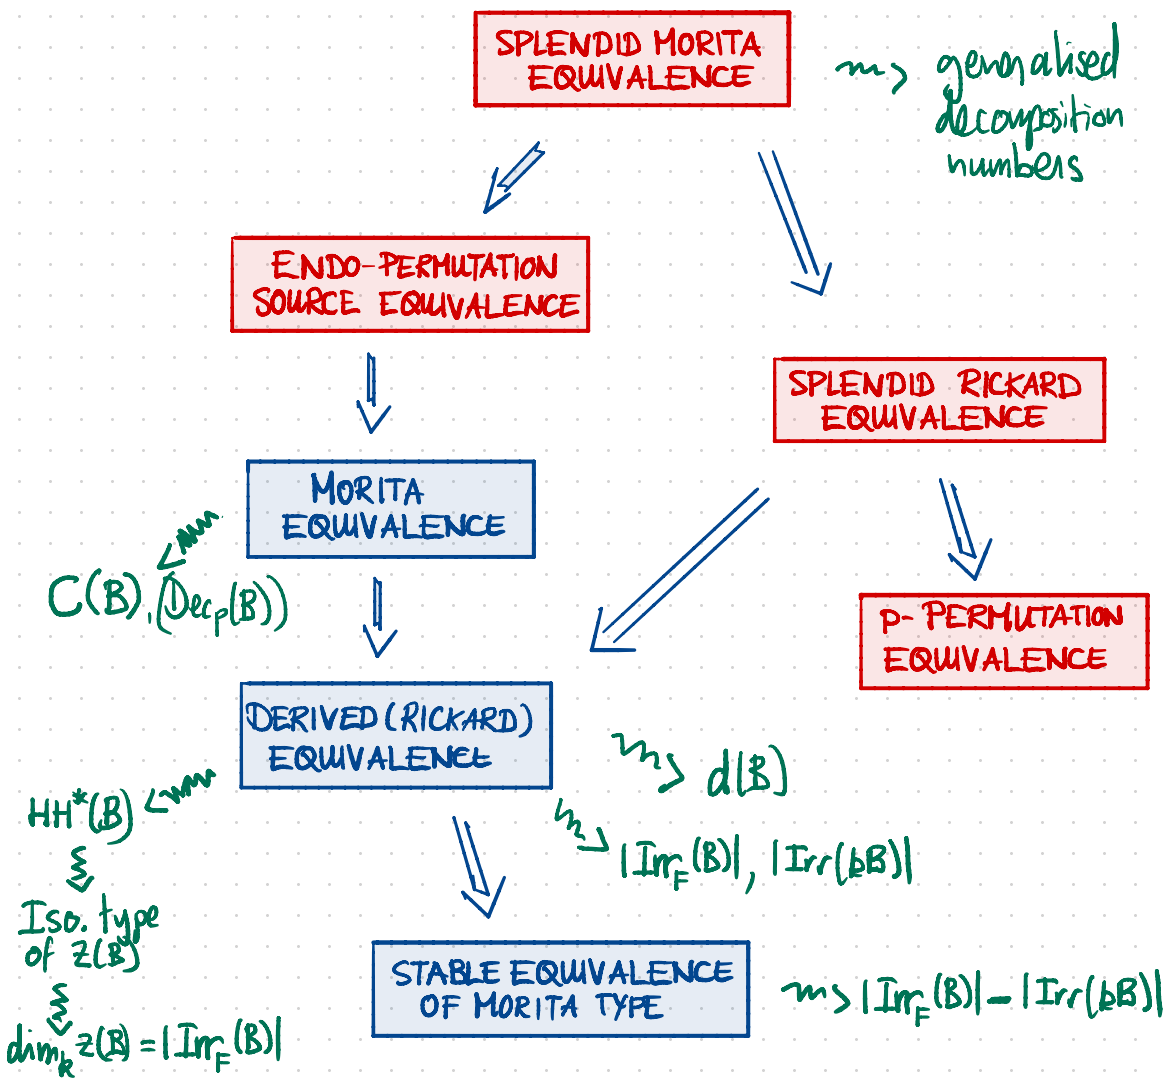 SPLENDID MORITA
EQUIVALENCE
generalised
decomposition
numbers
ENDO-PERMUTATION
SOURCE EQUIVALENCE
SPLENDID RICKARD
EQUIVALENCE
MORITA
EQUIVALENCE
C(B), (Dec_p(B))
P-PERMUTATION
EQUIVALENCE
DERIVED (RICKARD)
EQUIVALENCE
d(B)
HH*(B)
|Irr_F(B)|, |Irr(bB)|
Iso. type
of Z(B)
STABLE EQUIVALENCE
OF MORITA TYPE
|Irr_F(B)| - |Irr(bB)|
dim_k Z(B) = |Irr_F(B)|